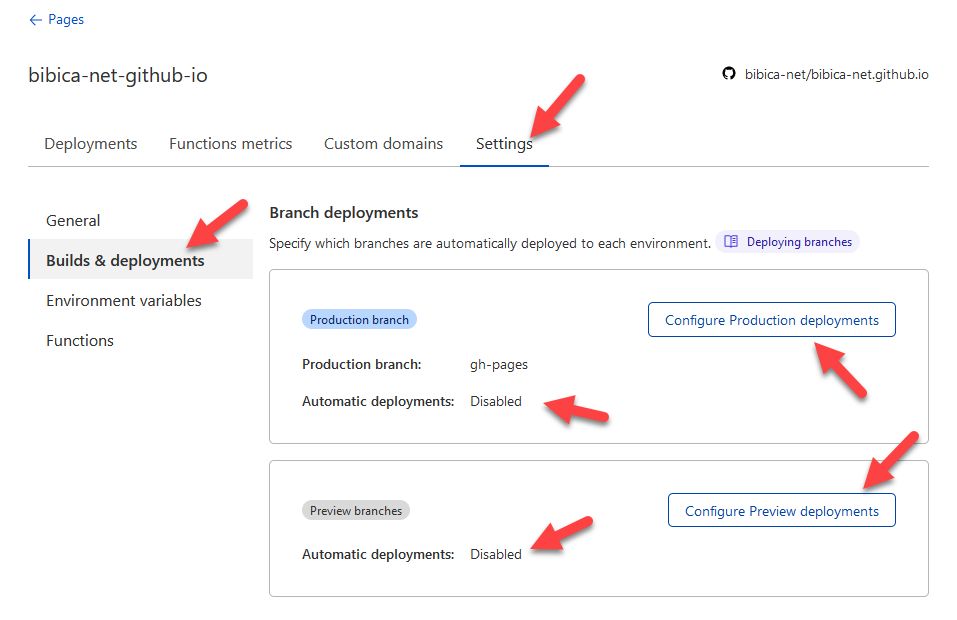 Pages
bibica-net-github-io
bibica-net/bibica-net.github.io
Deployments Functions metrics Custom domains Settings
General
Builds & deployments
Environment variables
Functions
Branch deployments
Specify which branches are automatically deployed to each environment. Deploying branches
Production branch
Configure Production deployments
Production branch: gh-pages
Automatic deployments: Disabled
Preview branches
Configure Preview deployments
Automatic deployments: Disabled